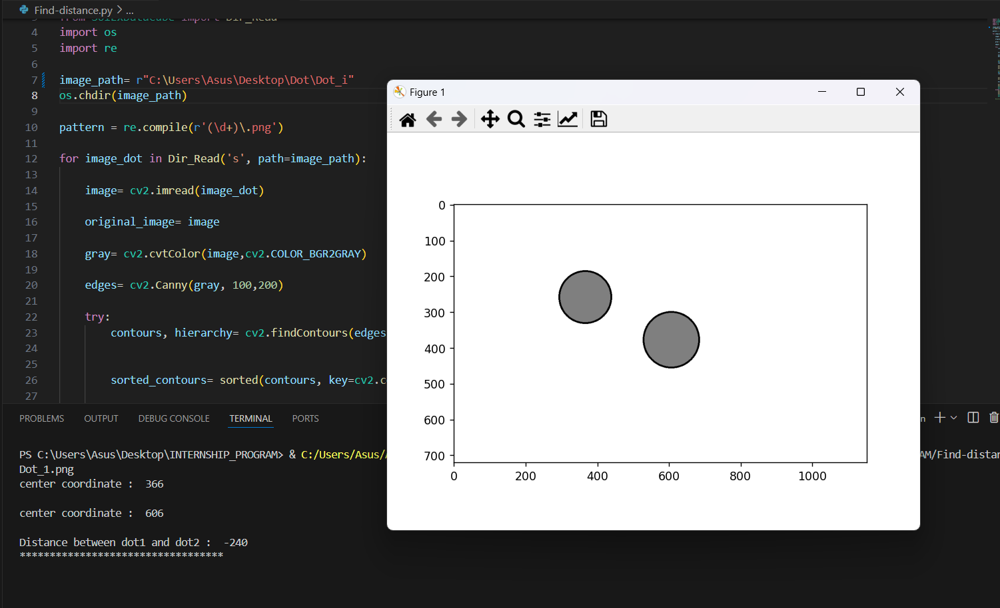 Find-distance.py > ...
3 from SolExDataCube import Dir_Read
4 import os
5 import re
6
7 image_path= r"C:\Users\Asus\Desktop\Dot\Dot_i"
8 os.chdir(image_path)
9
10 pattern = re.compile(r'(\d+)\.png')
11
12 for image_dot in Dir_Read('s', path=image_path):
13
14 image= cv2.imread(image_dot)
15
16 original_image= image
17
18 gray= cv2.cvtColor(image,cv2.COLOR_BGR2GRAY)
19
20 edges= cv2.Canny(gray, 100,200)
21
22 try:
23 contours, hierarchy= cv2.findContours(edges
24
25
26 sorted_contours= sorted(contours, key=cv2.c
27
Figure 1
0
100
200
300
400
500
600
700
0 200 400 600 800 1000
PROBLEMS OUTPUT DEBUG CONSOLE TERMINAL PORTS
n
PS C:\Users\Asus\Desktop\INTERNSHIP_PROGRAM> & C:/Users/Asus/ AM/Find-distan
Dot_1.png
center coordinate : 366
center coordinate : 606
Distance between dot1 and dot2 : -240
**********************************